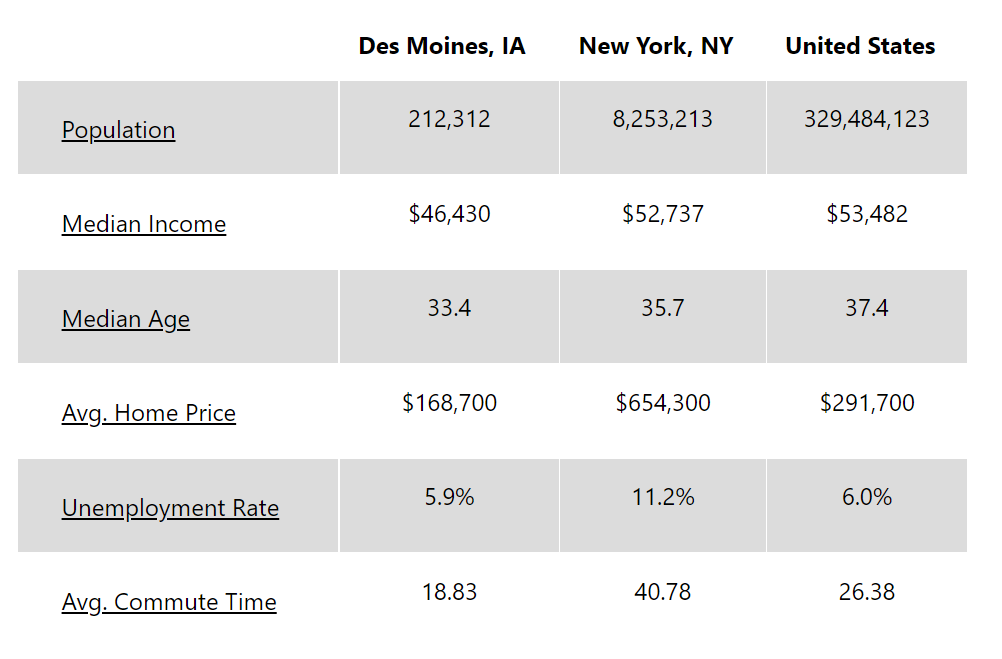 Des Moines, IA New York, NY United States
Population 212,312 8,253,213 329,484,123
Median Income $46,430 $52,737 $53,482
Median Age 33.4 35.7 37.4
Avg. Home Price $168,700 $654,300 $291,700
Unemployment Rate 5.9% 11.2% 6.0%
Avg. Commute Time 18.83 40.78 26.38